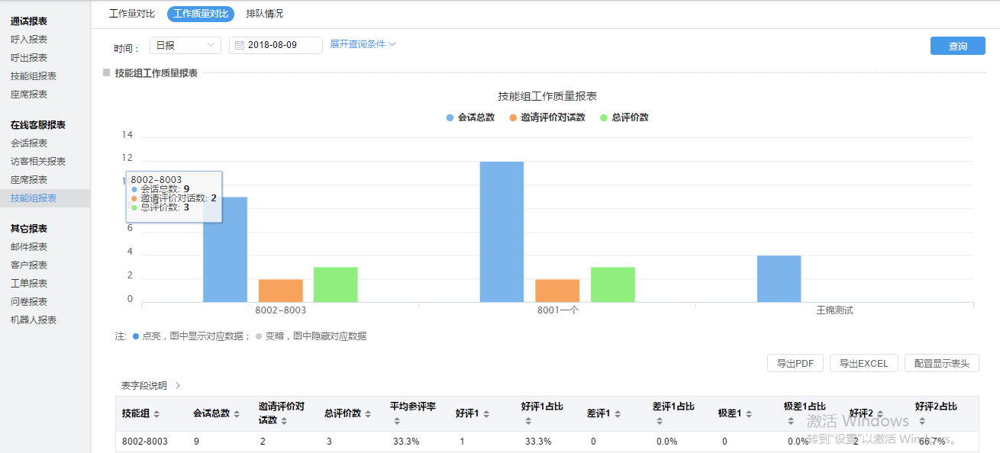 通话报表
呼入报表
呼出报表
技能组报表
座席报表
在线客服报表
会话报表
访客相关报表
座席报表
技能组报表
其它报表
邮件报表
客户报表
工单报表
问卷报表
机器人报表
工作量对比 工作质量对比 排队情况
时间： 日报 2018-08-09 展开查询条件 查询
技能组工作质量报表
技能组工作质量报表
会话总数 邀请评价对话数 总评价数
14
12
8002-8003
会话总数: 9
邀请评价对话数: 2
总评价数: 3
6
4
2
0
8002-8003 8001一个 王锦测试
注: 点亮，图中显示对应数据； 变暗，图中隐藏对应数据
导出PDF 导出EXCEL 配置显示表头
表字段说明
技能组 会话总数 邀请评价对话数 总评价数 平均参评率 好评1 好评1占比 差评1 差评1占比 极差1 极差1占比 好评2 好评2占比
8002-8003 9 2 3 33.3% 1 33.3% 0 0.0% 0 0.0% 2 66.7%
激活 Windows
转到"设置"以激活 Windows。